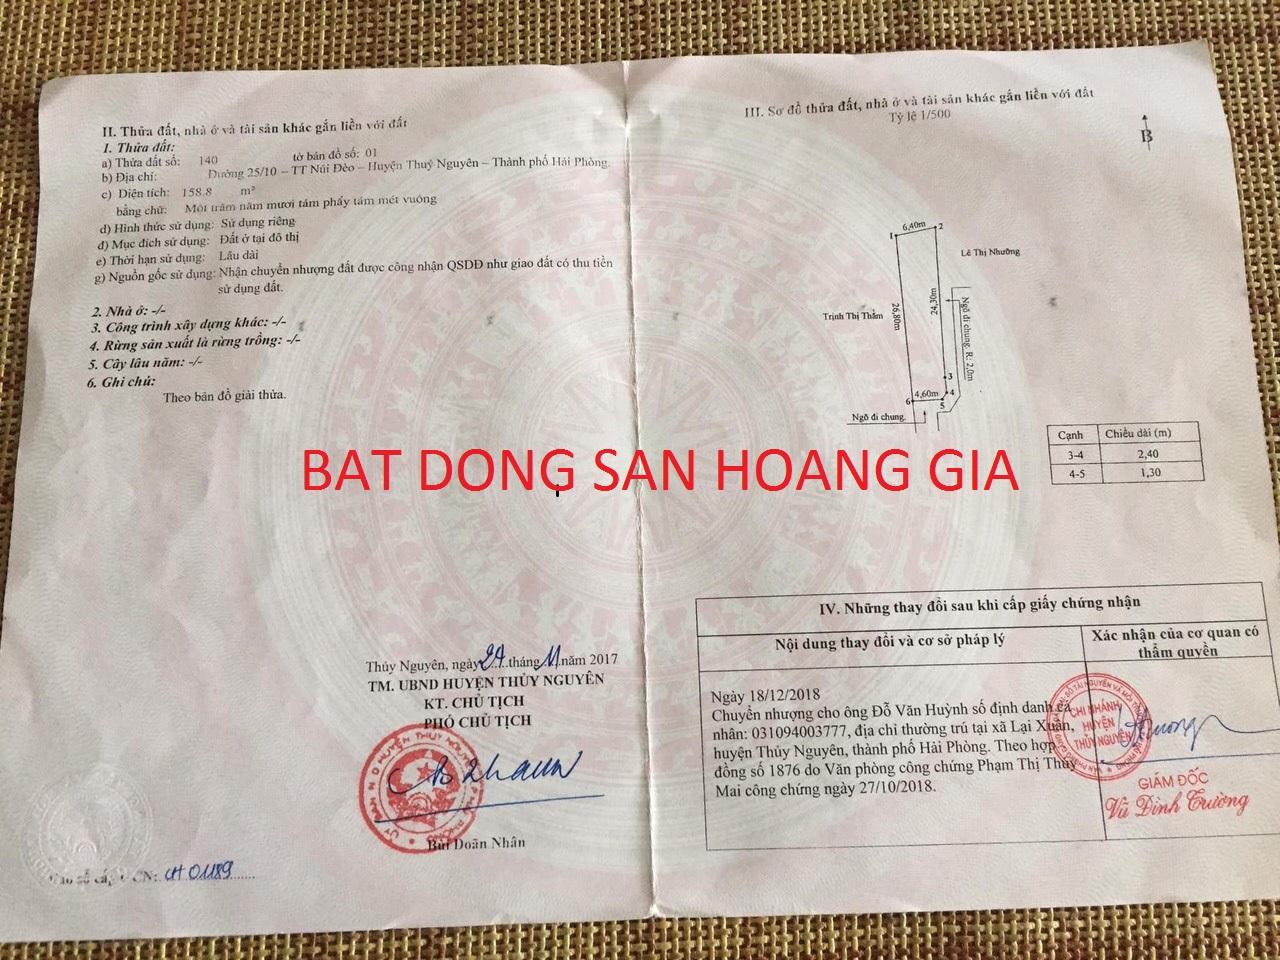 II. Thửa đất, nhà ở và tài sản khác gắn liền với đất
1. Thửa đất:
a) Thửa đất số: 140 tờ bản đồ số: 01
b) Địa chỉ: Đường 25/10 – TT Núi Đèo – Huyện Thuỷ Nguyên – Thành phố Hải Phòng.
c) Diện tích: 158.8 m²
bằng chữ: Một trăm năm mươi tám phẩy tám mét vuông
d) Hình thức sử dụng: Sử dụng riêng
đ) Mục đích sử dụng: Đất ở tại đô thị
e) Thời hạn sử dụng: Lâu dài
g) Nguồn gốc sử dụng: Nhận chuyển nhượng đất được công nhận QSDĐ như giao đất có thu tiền
sử dụng đất.
2. Nhà ở: -/-
3. Công trình xây dựng khác: -/-
4. Rừng sản xuất là rừng trồng: -/-
5. Cây lâu năm: -/-
6. Ghi chú:
Theo bản đồ giải thửa.
Thủy Nguyên, ngày 29 tháng 11 năm 2017
TM. UBND HUYỆN THỦY NGUYÊN
KT. CHỦ TỊCH
PHÓ CHỦ TỊCH
Bùi Doãn Nhân
số cấp CN: CH 01189
III. Sơ đồ thửa đất, nhà ở và tài sản khác gắn liền với đất
Tỷ lệ 1/500
B
6,40m
1
2
Lê Thị Nhường
Trịnh Thị Thắm
26,80m
24,30m
Ngõ đi chung. R: 2,0m
3
4
4,60m
6
5
Ngõ đi chung.
Cạnh Chiều dài (m)
3-4 2,40
4-5 1,30
BAT DONG SAN HOANG GIA
IV. Những thay đổi sau khi cấp giấy chứng nhận
Nội dung thay đổi và cơ sở pháp lý
Xác nhận của cơ quan có
thẩm quyền
Ngày 18/12/2018
Chuyển nhượng cho ông Đỗ Văn Huỳnh số định danh cá
nhân: 031094003777, địa chỉ thường trú tại xã Lại Xuân,
huyện Thủy Nguyên, thành phố Hải Phòng. Theo hợp
đồng số 1876 do Văn phòng công chứng Phạm Thị Thúy
Mai công chứng ngày 27/10/2018.
CHI NHÁNH
HUYỆN
THỦY NGUYÊN
GIÁM ĐỐC
Vũ Đình Trường